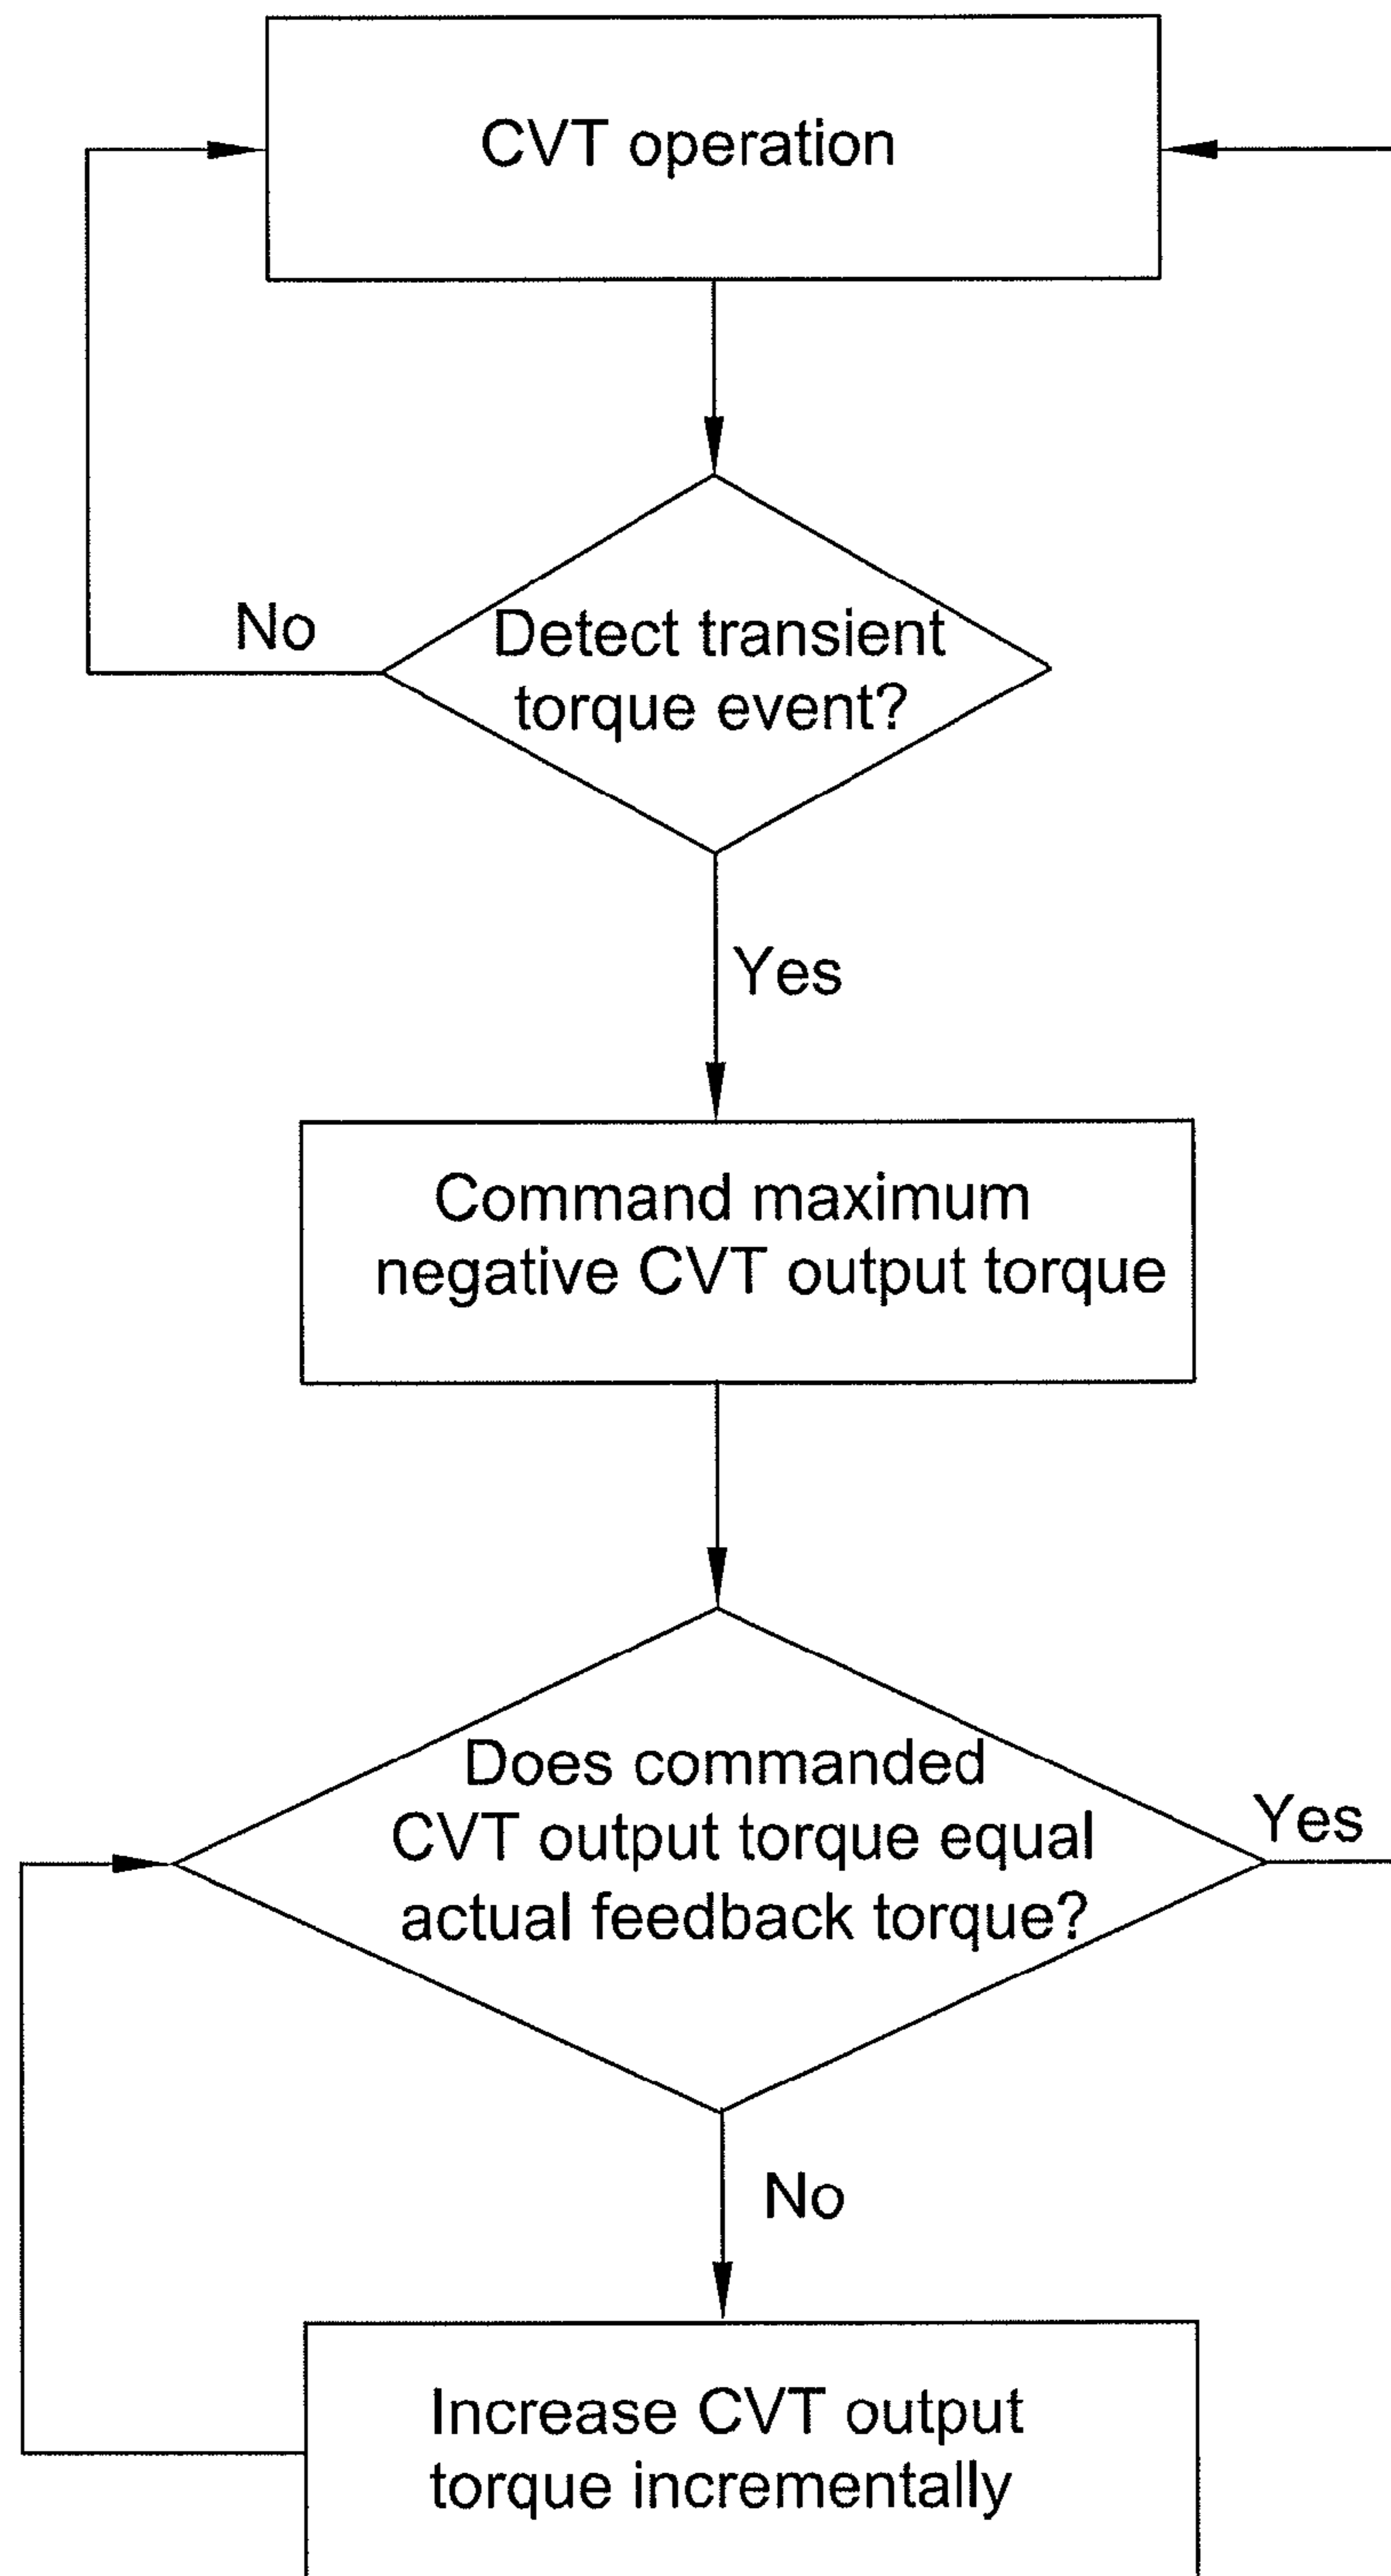 CVT operation
No
Detect transient
torque event?
Yes
Command maximum
negative CVT output torque
Does commanded
CVT output torque equal
actual feedback torque?
Yes
No
Increase CVT output
torque incrementally